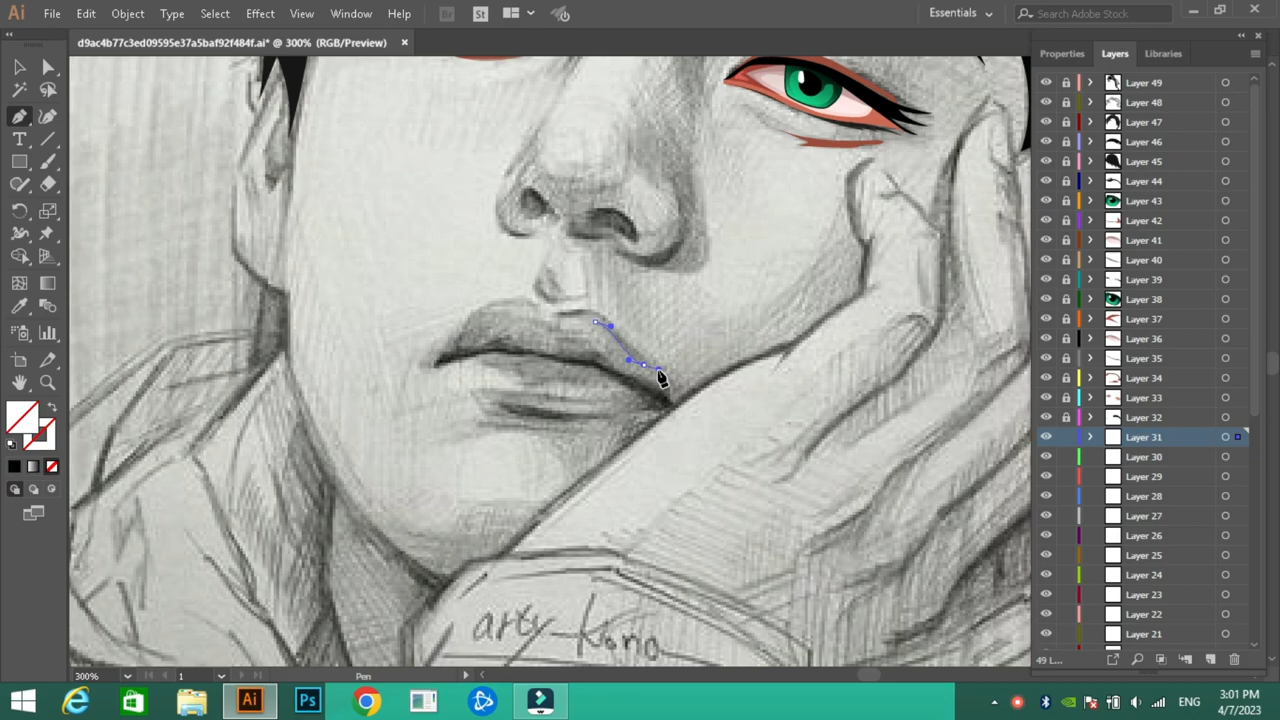 Ai File Edit Object Type Select Effect View Window Help Br St Essentials Search Adobe Stock
d9ac4b77c3ed09595e37a5baf92f484f.ai* @ 300% (RGB/Preview)
Properties Layers Libraries
Layer 49
Layer 48
Layer 47
Layer 46
Layer 45
Layer 44
Layer 43
Layer 42
Layer 41
Layer 40
Layer 39
Layer 38
Layer 37
Layer 36
Layer 35
Layer 34
Layer 33
Layer 32
Layer 31
Layer 30
Layer 29
Layer 28
Layer 27
Layer 26
Layer 25
Layer 24
Layer 23
Layer 22
Layer 21
49 L...
300% 1 Pen
Ai Ps ENG
3:01 PM
4/7/2023